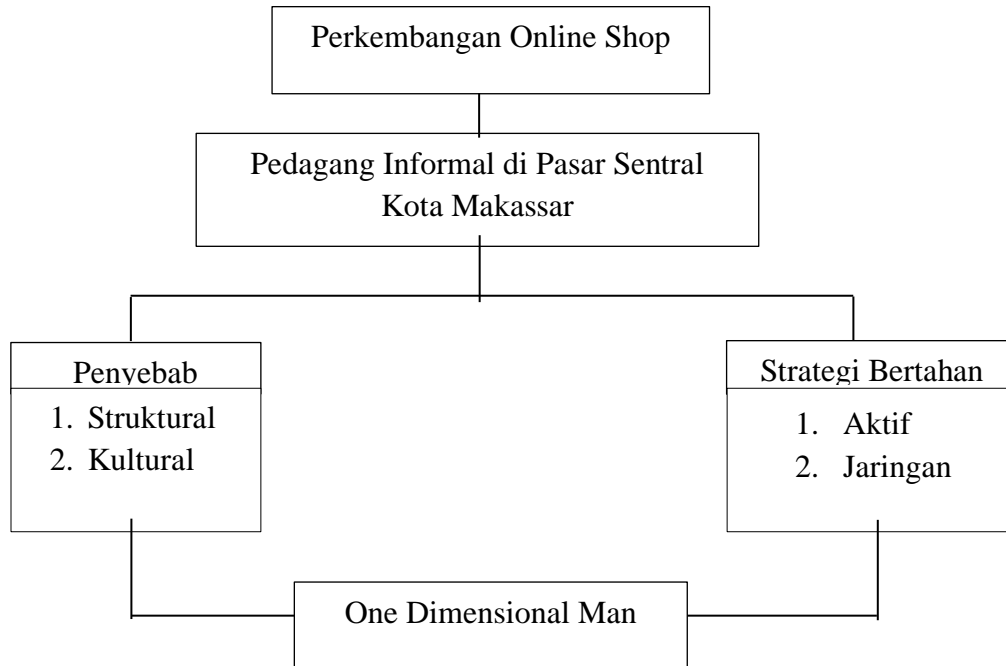 Perkembangan Online Shop
Pedagang Informal di Pasar Sentral
Kota Makassar
Penyebab
1. Struktural
2. Kultural
Strategi Bertahan
1. Aktif
2. Jaringan
One Dimensional Man